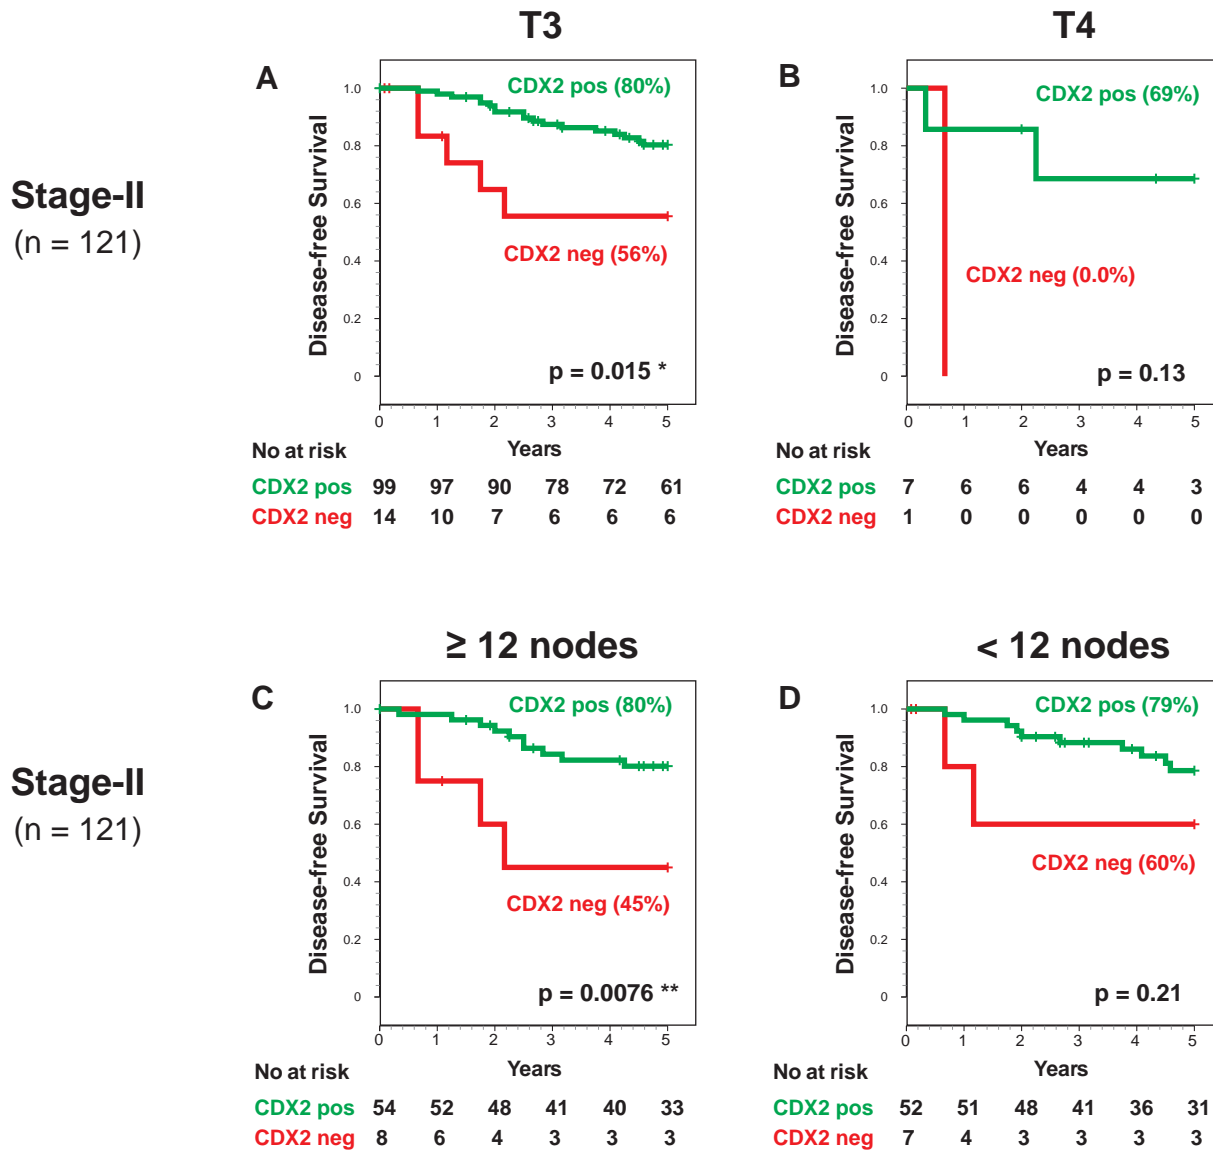 T3
T4
Stage-II
(n = 121)
A
Disease-free Survival
1.0
0.8
0.6
0.4
0.2
0
CDX2 pos (80%)
CDX2 neg (56%)
p = 0.015 *
0 1 2 3 4 5
Years
No at risk
CDX2 pos 99 97 90 78 72 61
CDX2 neg 14 10 7 6 6 6
B
Disease-free Survival
1.0
0.8
0.6
0.4
0.2
0
CDX2 pos (69%)
CDX2 neg (0.0%)
p = 0.13
0 1 2 3 4 5
Years
No at risk
CDX2 pos 7 6 6 4 4 3
CDX2 neg 1 0 0 0 0 0
≥ 12 nodes
< 12 nodes
Stage-II
(n = 121)
C
Disease-free Survival
1.0
0.8
0.6
0.4
0.2
0
CDX2 pos (80%)
CDX2 neg (45%)
p = 0.0076 **
0 1 2 3 4 5
Years
No at risk
CDX2 pos 54 52 48 41 40 33
CDX2 neg 8 6 4 3 3 3
D
Disease-free Survival
1.0
0.8
0.6
0.4
0.2
0
CDX2 pos (79%)
CDX2 neg (60%)
p = 0.21
0 1 2 3 4 5
Years
No at risk
CDX2 pos 52 51 48 41 36 31
CDX2 neg 7 4 3 3 3 3